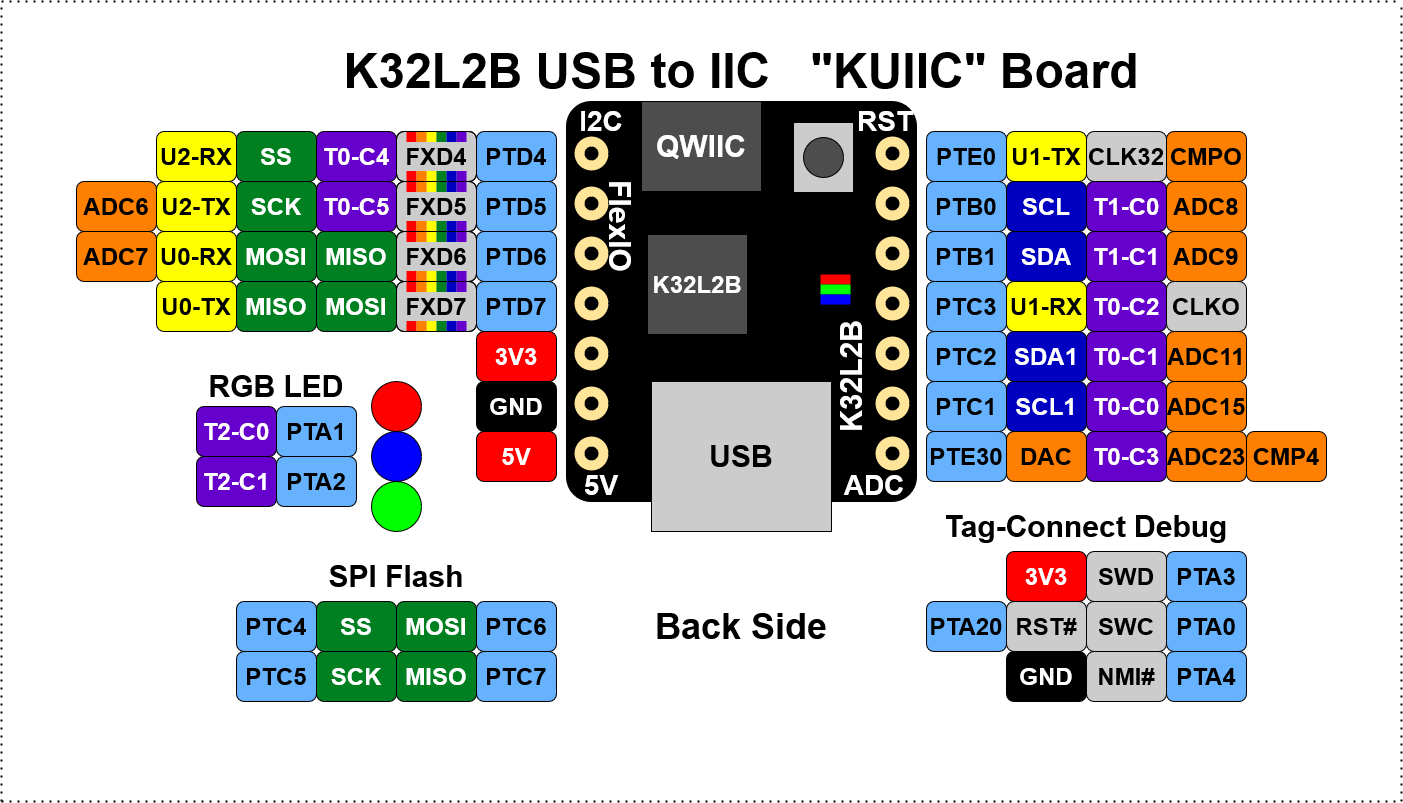 K32L2B USB to IIC "KUIIC" Board
I2C
QWIIC
RST
U2-RX SS T0-C4 FXD4 PTD4
PTE0 U1-TX CLK32 CMPO
ADC6 U2-TX SCK T0-C5 FXD5 PTD5
PTB0 SCL T1-C0 ADC8
ADC7 U0-RX MOSI MISO FXD6 PTD6
PTB1 SDA T1-C1 ADC9
U0-TX MISO MOSI FXD7 PTD7
PTC3 U1-RX T0-C2 CLKO
3V3
PTC2 SDA1 T0-C1 ADC11
GND
PTC1 SCL1 T0-C0 ADC15
5V
PTE30 DAC T0-C3 ADC23 CMP4
FlexIO
K32L2B
K32L2B
USB
5V
ADC
RGB LED
T2-C0 PTA1
T2-C1 PTA2
SPI Flash
PTC4 SS MOSI PTC6
PTC5 SCK MISO PTC7
Back Side
Tag-Connect Debug
3V3 SWD PTA3
PTA20 RST# SWC PTA0
GND NMI# PTA4